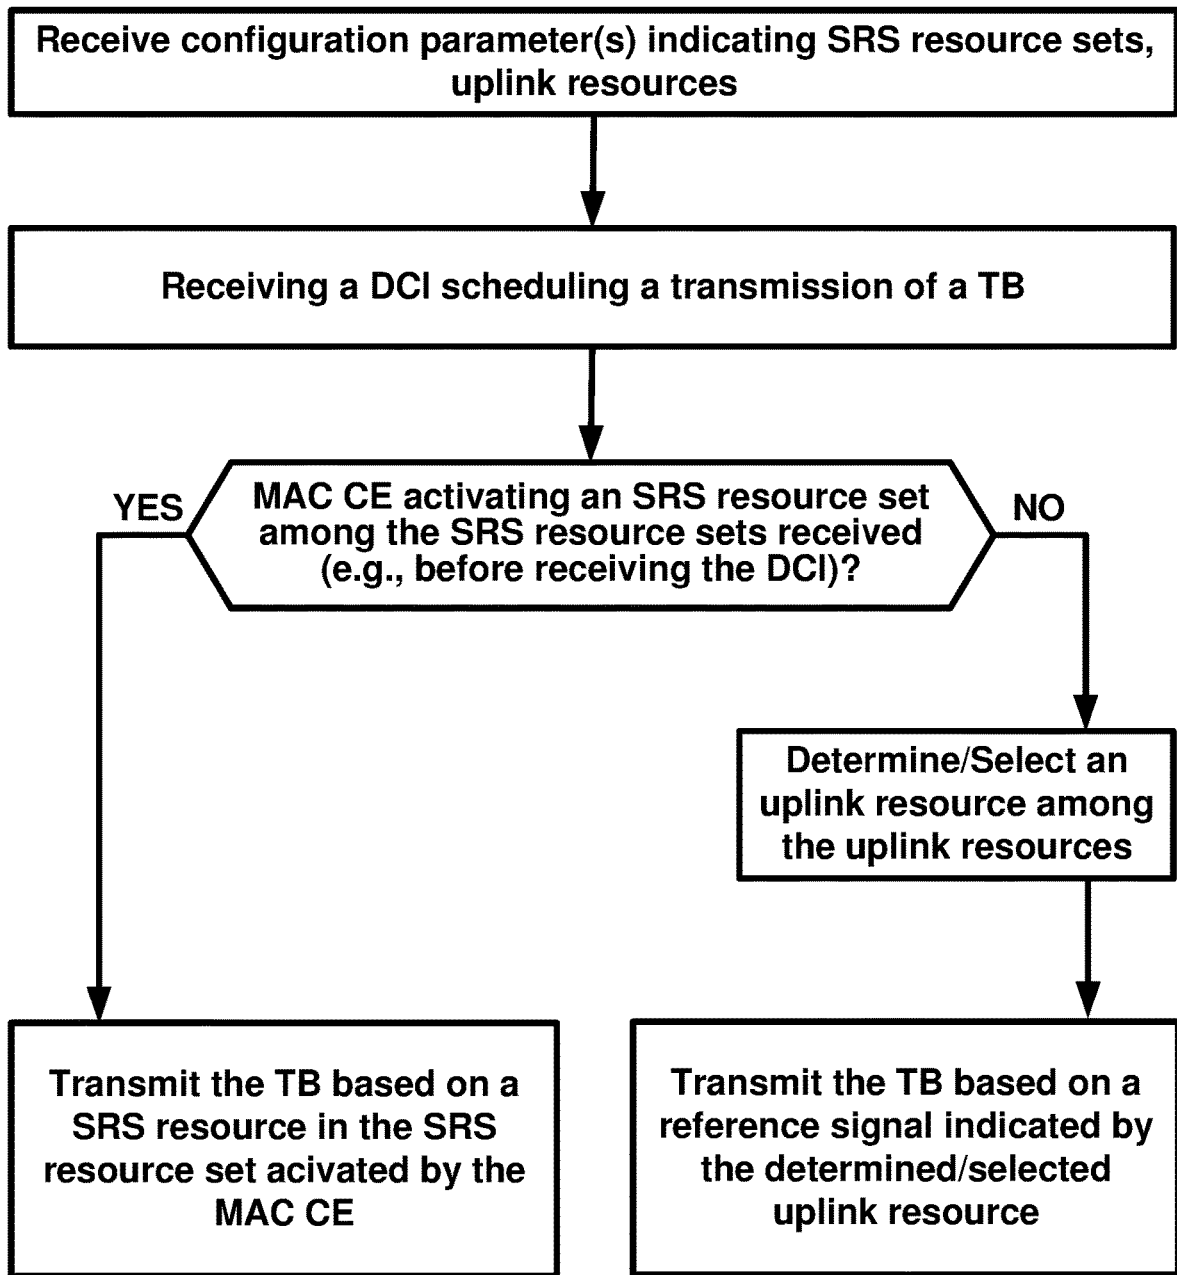 Receive configuration parameter(s) indicating SRS resource sets,
uplink resources
Receiving a DCI scheduling a transmission of a TB
MAC CE activating an SRS resource set
among the SRS resource sets received
(e.g., before receiving the DCI)?
YES
NO
Determine/Select an
uplink resource among
the uplink resources
Transmit the TB based on a
SRS resource in the SRS
resource set acivated by the
MAC CE
Transmit the TB based on a
reference signal indicated by
the determined/selected
uplink resource